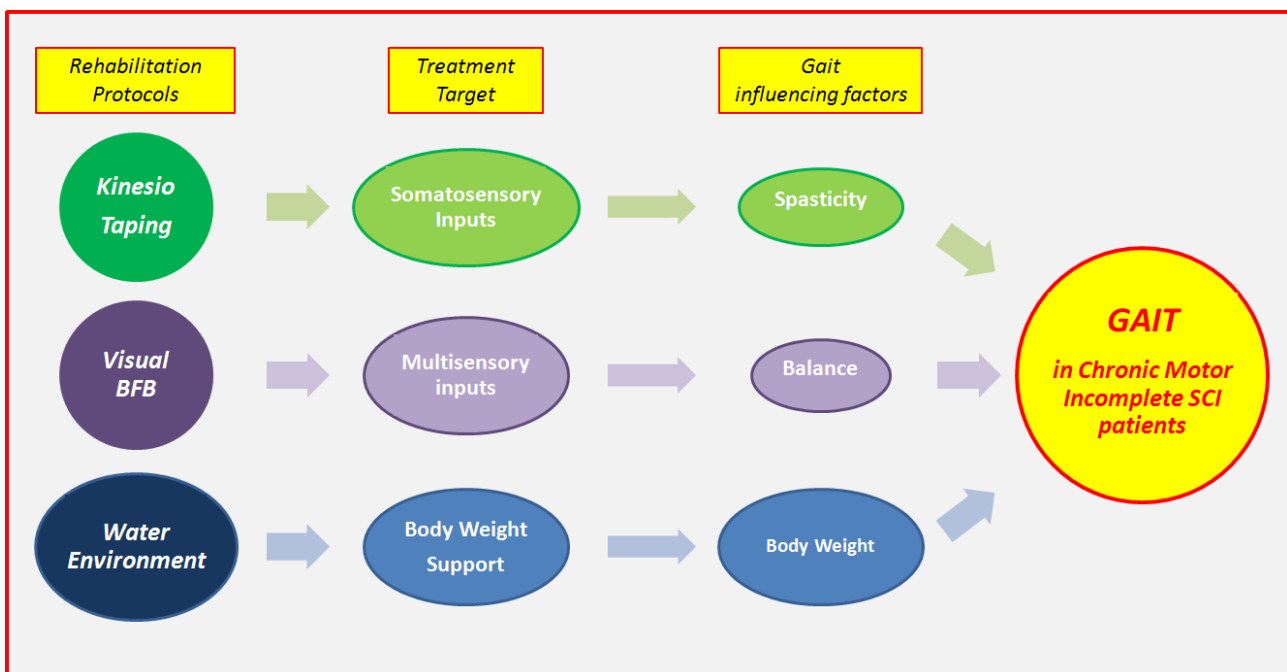 Rehabilitation
Protocols
Treatment
Target
Gait
influencing factors
Kinesio
Taping
Somatosensory
Inputs
Spasticity
Visual
BFB
Multisensory
inputs
Balance
GAIT
in Chronic Motor
Incomplete SCI
patients
Water
Environment
Body Weight
Support
Body Weight